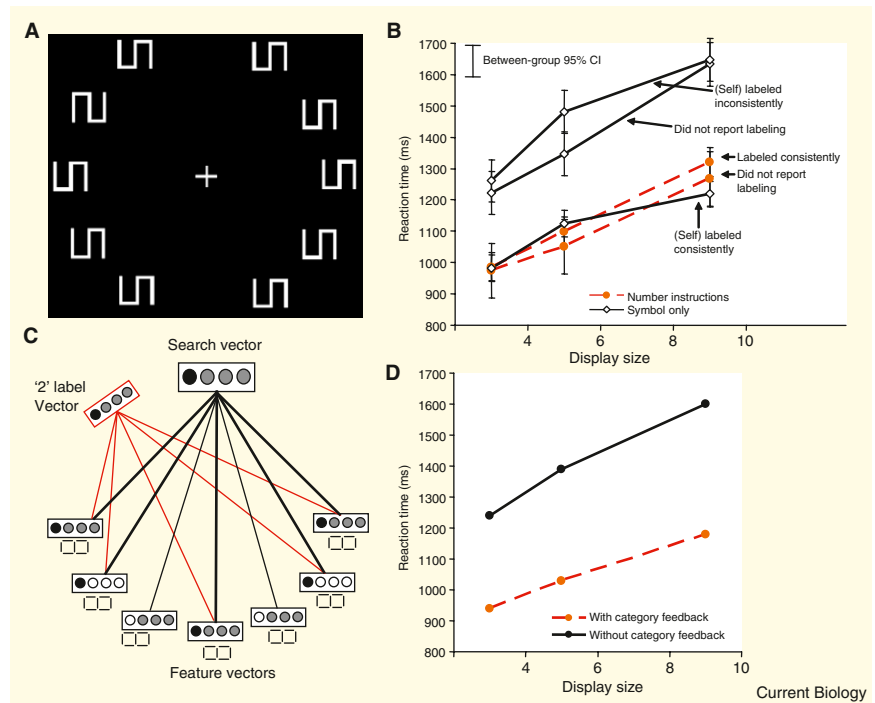 A
B
1700
1600
1500
1400
1300
1200
1100
1000
900
800
Reaction time (ms)
Between-group 95% CI
(Self) labeled
inconsistently
Did not report labeling
Labeled consistently
Did not report
labeling
(Self) labeled
consistently
Number instructions
Symbol only
4 6 8 10
Display size
C
Search vector
'2' label
Vector
Feature vectors
D
1700
1600
1400
1300
1200
1100
1000
900
800
Reaction time (ms)
With category feedback
Without category feedback
4 6 8 10
Display size
Current Biology